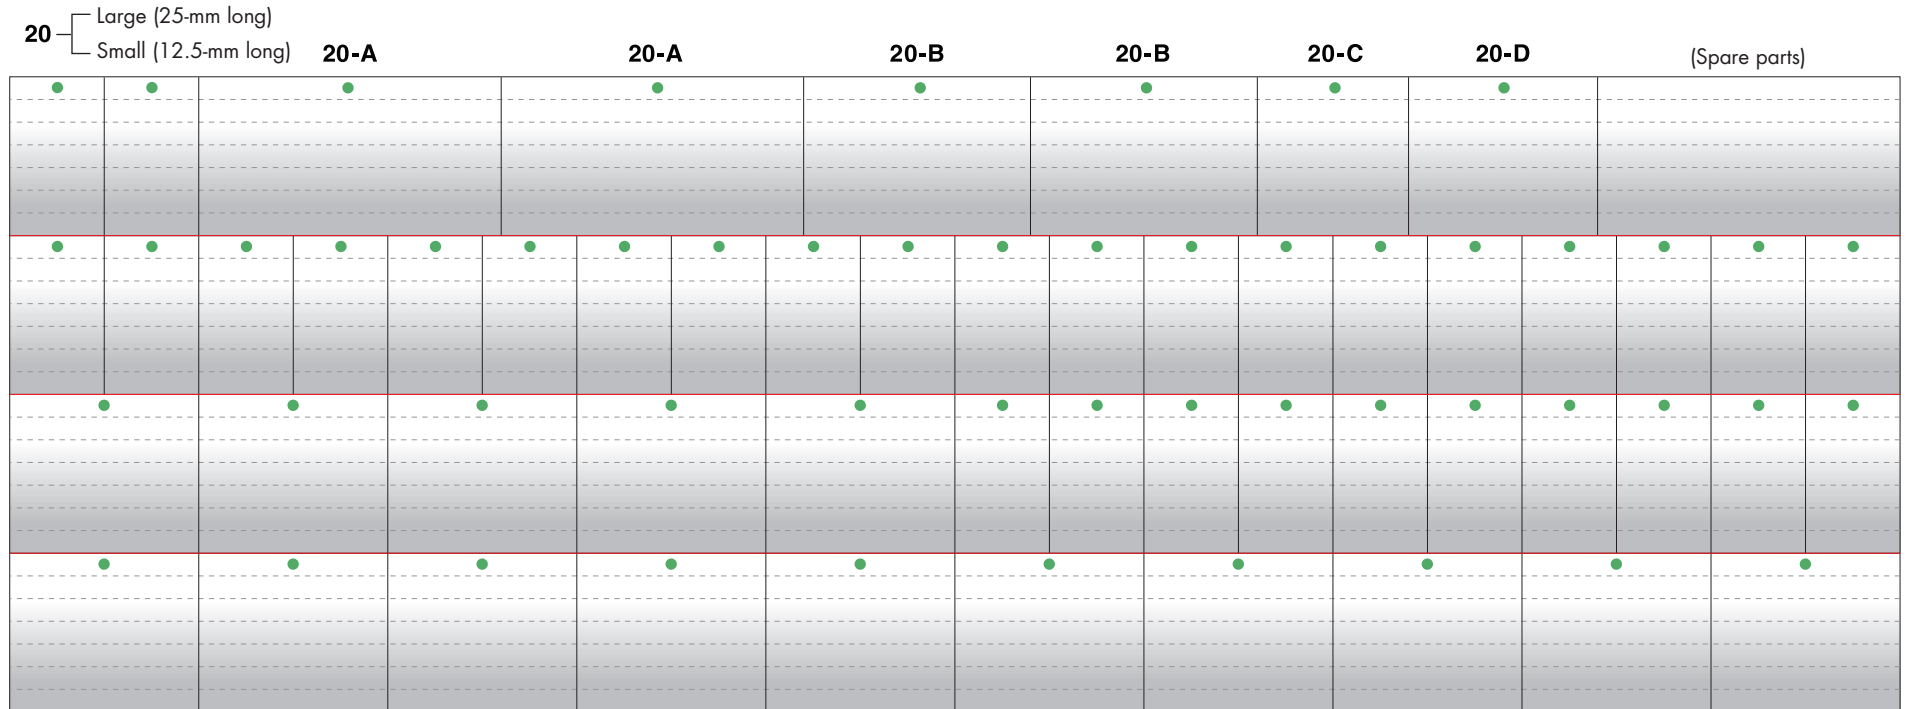 20
Large (25-mm long)
Small (12.5-mm long)
20-A 20-A 20-B 20-B 20-C 20-D (Spare parts)